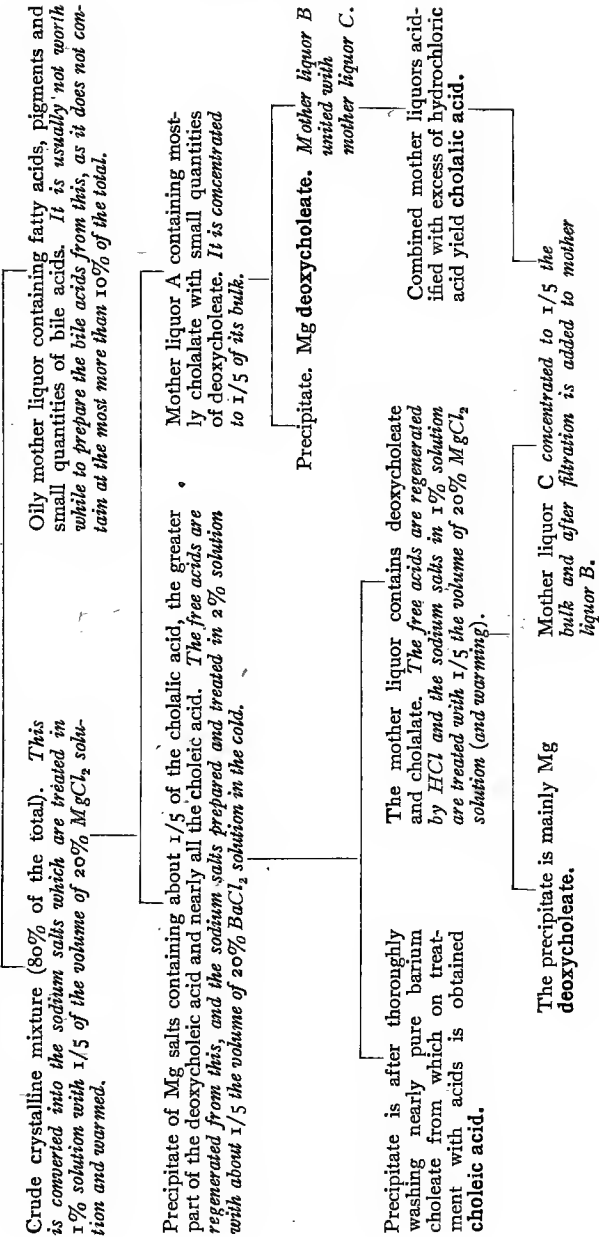 Crude crystalline mixture (80% of the total). This
is converted into the sodium salts which are treated in
1% solution with 1/5 of the volume of 20% MgCl₂ solu-
tion and warmed.
Oily mother liquor containing fatty acids, pigments and
small quantities of bile acids. It is usually not worth
while to prepare the bile acids from this, as it does not con-
tain at the most more than 10% of the total.
Precipitate of Mg salts containing about 1/5 of the cholalic acid, the greater
part of the deoxycholeic acid and nearly all the choleic acid. The free acids are
regenerated from this, and the sodium salts prepared and treated in 2% solution
with about 1/5 the volume of 20% BaCl₂ solution in the cold.
Mother liquor A containing most-
ly cholalate with small quantities
of deoxycholeate. It is concentrated
to 1/5 of its bulk.
Precipitate. Mg deoxycholeate.
Mother liquor B
united with
mother liquor C.
Precipitate is after thoroughly
washing nearly pure barium
choleate from which on treat-
ment with acids is obtained
choleic acid.
The mother liquor contains deoxycholeate
and cholalate. The free acids are regenerated
by HCl and the sodium salts in 1% solution
are treated with 1/5 the volume of 20% MgCl₂
solution (and warming).
Combined mother liquors acid-
ified with excess of hydrochloric
acid yield cholalic acid.
The precipitate is mainly Mg
deoxycholeate.
Mother liquor C concentrated to 1/5 the
bulk and after filtration is added to mother
liquor B.